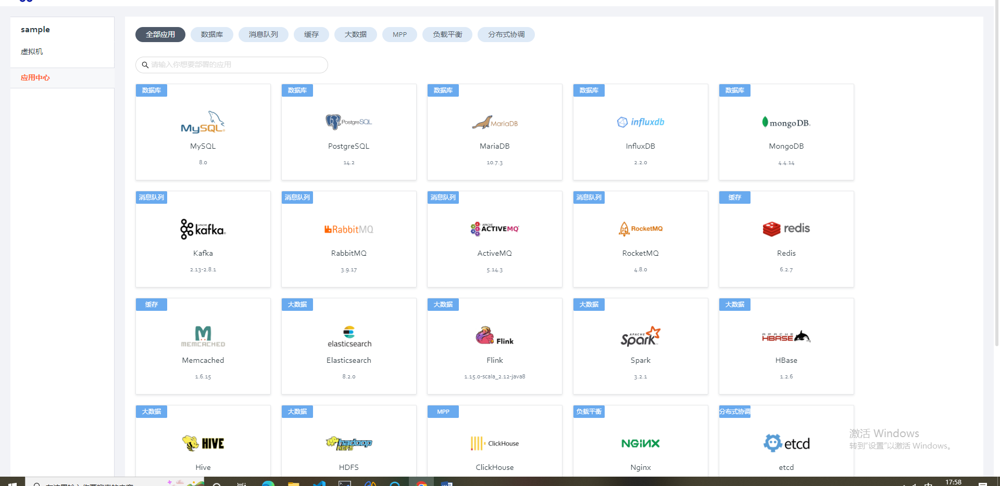 sample
虚拟机
应用中心
全部应用 数据库 消息队列 缓存 大数据 MPP 负载平衡 分布式协调
请输入你想要部署的应用
数据库 数据库 数据库 数据库 数据库
MySQL PostgreSQL MariaDB influxdb mongoDB
MySQL PostgreSQL MariaDB InfluxDB MongoDB
8.0 14.2 10.7.3 2.2.0 4.4.14
消息队列 消息队列 消息队列 消息队列 缓存
APACHE kafka RabbitMQ APACHE ACTIVEMQ RocketMQ redis
Kafka RabbitMQ ActiveMQ RocketMQ Redis
2.13-2.8.1 3.9.17 5.14.3 4.8.0 6.2.7
缓存 大数据 大数据 大数据 大数据
MEMCACHED elasticsearch Flink APACHE Spark APACHE HBASE
Memcached Elasticsearch Flink Spark HBase
1.6.15 8.2.0 1.15.0-scala_2.12-java8 3.2.1 1.2.6
大数据 大数据 MPP 负载平衡 分布式协调
HIVE hadoop HDFS ClickHouse NGINX etcd
Hive HDFS ClickHouse Nginx etcd
激活 Windows
转到"设置"以激活 Windows。
17:58